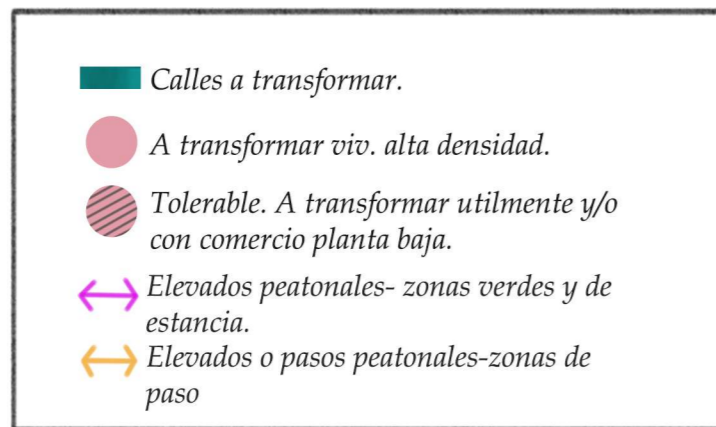 Calles a transformar.
A transformar viv. alta densidad.
Tolerable. A transformar utilmente y/o
con comercio planta baja.
Elevados peatonales- zonas verdes y de
estancia.
Elevados o pasos peatonales-zonas de
paso